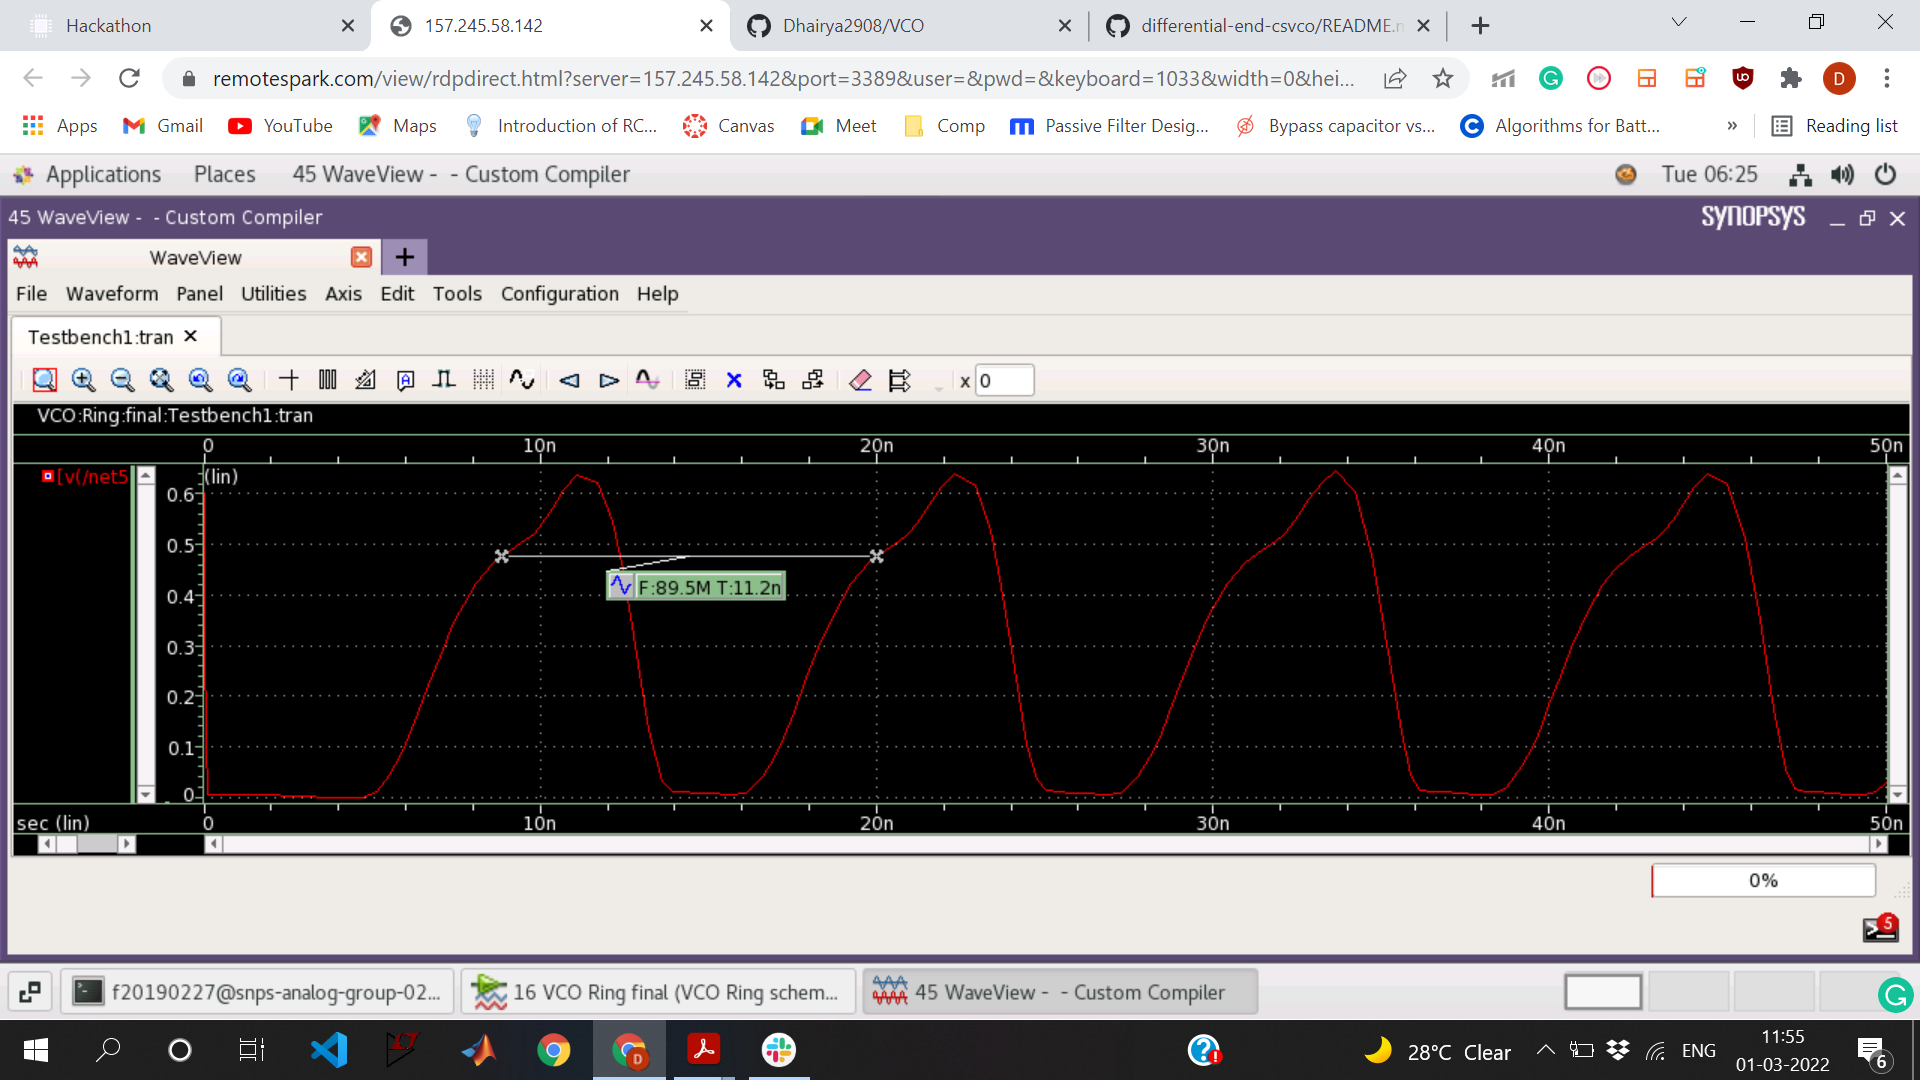 Hackathon
157.245.58.142
Dhairya2908/VCO
differential-end-csvco/README.m
remotespark.com/view/rdpdirect.html?server=157.245.58.142&port=3389&user=&pwd=&keyboard=1033&width=0&hei...
D
Apps
Gmail
YouTube
Maps
Introduction of RC...
Canvas
Meet
Comp
Passive Filter Desig...
Bypass capacitor vs...
Algorithms for Batt...
»
Reading list
Applications Places 45 WaveView - - Custom Compiler
Tue 06:25
45 WaveView - - Custom Compiler
SYNOPSYS
WaveView
File Waveform Panel Utilities Axis Edit Tools Configuration Help
Testbench1:tran
x 0
VCO:Ring:final:Testbench1:tran
0 10n 20n 30n 40n 50n
[v(/net5
(lin)
0.6
0.5
F:89.5M T:11.2n
0.4
0.3
0.2
0.1
0
sec (lin)
0 10n 20n 30n 40n 50n
0%
5
f20190227@snps-analog-group-02...
16 VCO Ring final (VCO Ring schem...
45 WaveView - - Custom Compiler
28°C Clear
ENG
11:55
01-03-2022
6